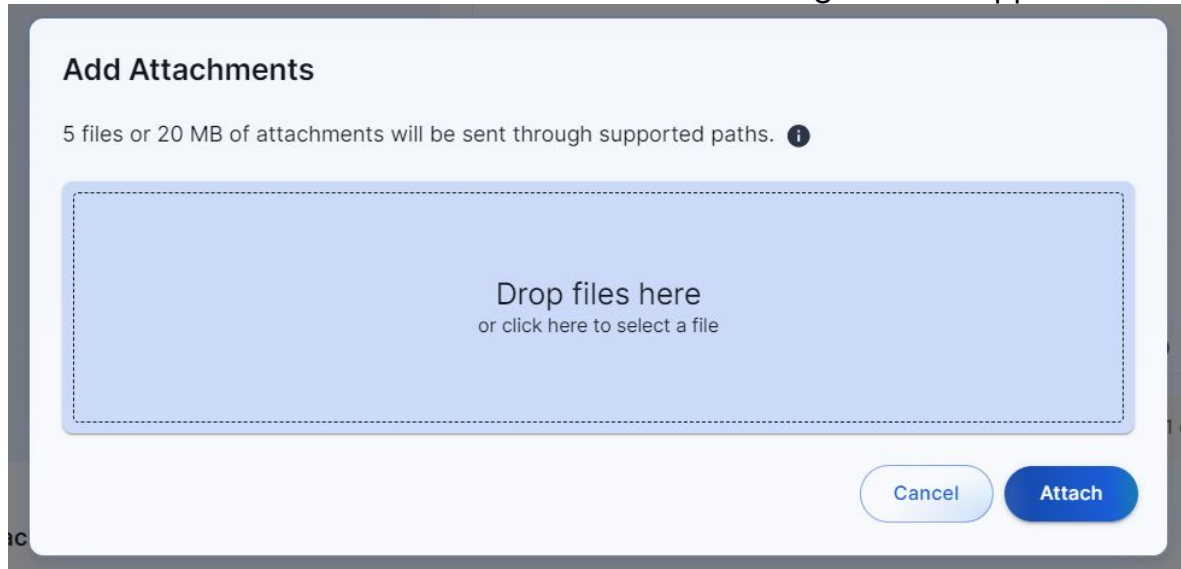 Add Attachments
5 files or 20 MB of attachments will be sent through supported paths.
Drop files here
or click here to select a file
Cancel Attach